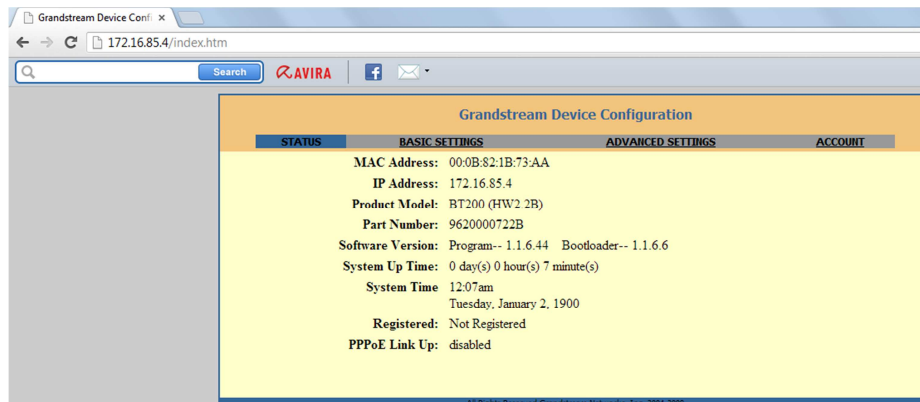 Grandstream Device Confi
172.16.85.4/index.htm
Search AVIRA
Grandstream Device Configuration
STATUS BASIC SETTINGS ADVANCED SETTINGS ACCOUNT
MAC Address: 00:0B:82:1B:73:AA
IP Address: 172.16.85.4
Product Model: BT200 (HW2 2B)
Part Number: 9620000722B
Software Version: Program-- 1.1.6.44 Bootloader-- 1.1.6.6
System Up Time: 0 day(s) 0 hour(s) 7 minute(s)
System Time 12:07am
Tuesday, January 2, 1900
Registered: Not Registered
PPPoE Link Up: disabled